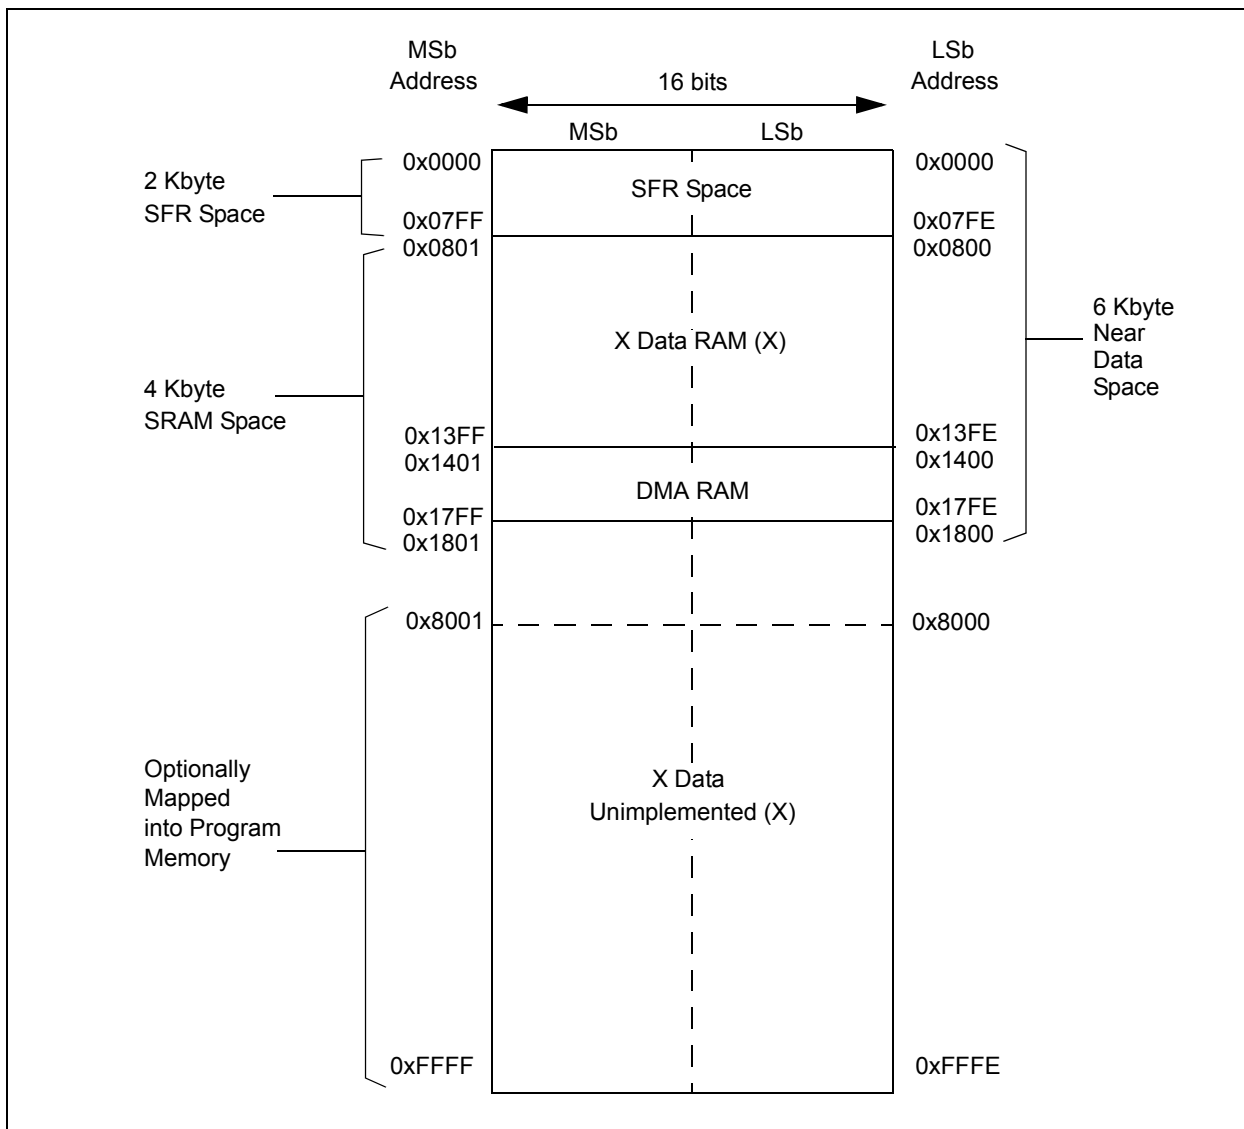 MSb
Address
LSb
Address
16 bits
MSb
LSb
0x0000
0x0000
2 Kbyte
SFR Space
SFR Space
0x07FF
0x07FE
0x0801
0x0800
X Data RAM (X)
6 Kbyte
Near
Data
Space
4 Kbyte
SRAM Space
0x13FF
0x13FE
0x1401
0x1400
DMA RAM
0x17FF
0x17FE
0x1801
0x1800
0x8001
0x8000
Optionally
Mapped
into Program
Memory
X Data
Unimplemented (X)
0xFFFF
0xFFFE